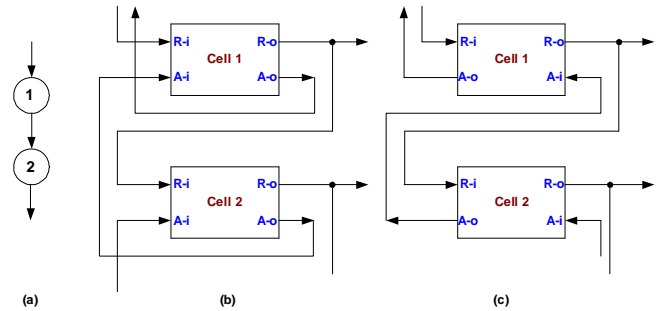 1
2
(a)
R-i R-o
Cell 1
A-i A-o
R-i R-o
Cell 2
A-i A-o
(b)
R-i R-o
Cell 1
A-o A-i
R-i R-o
Cell 2
A-o A-i
(c)